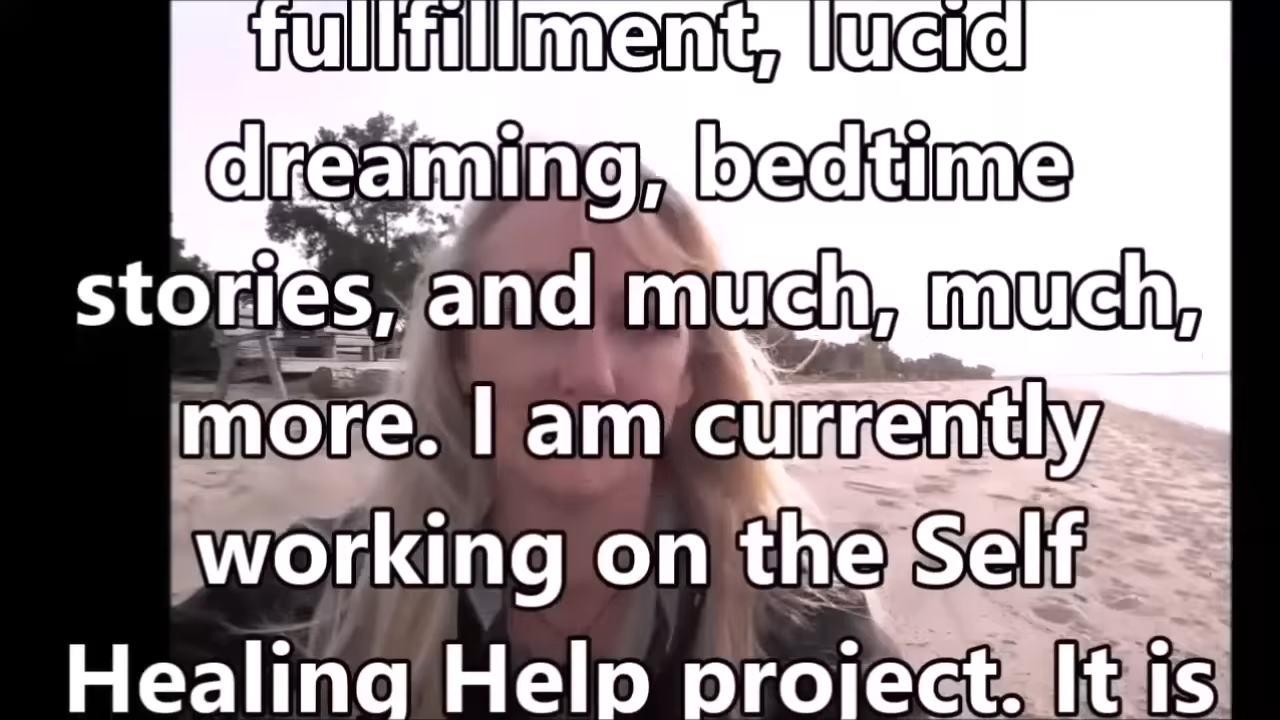 fullfillment, lucid
dreaming, bedtime
stories, and much, much,
more. I am currently
working on the Self
Healing Help project. It is